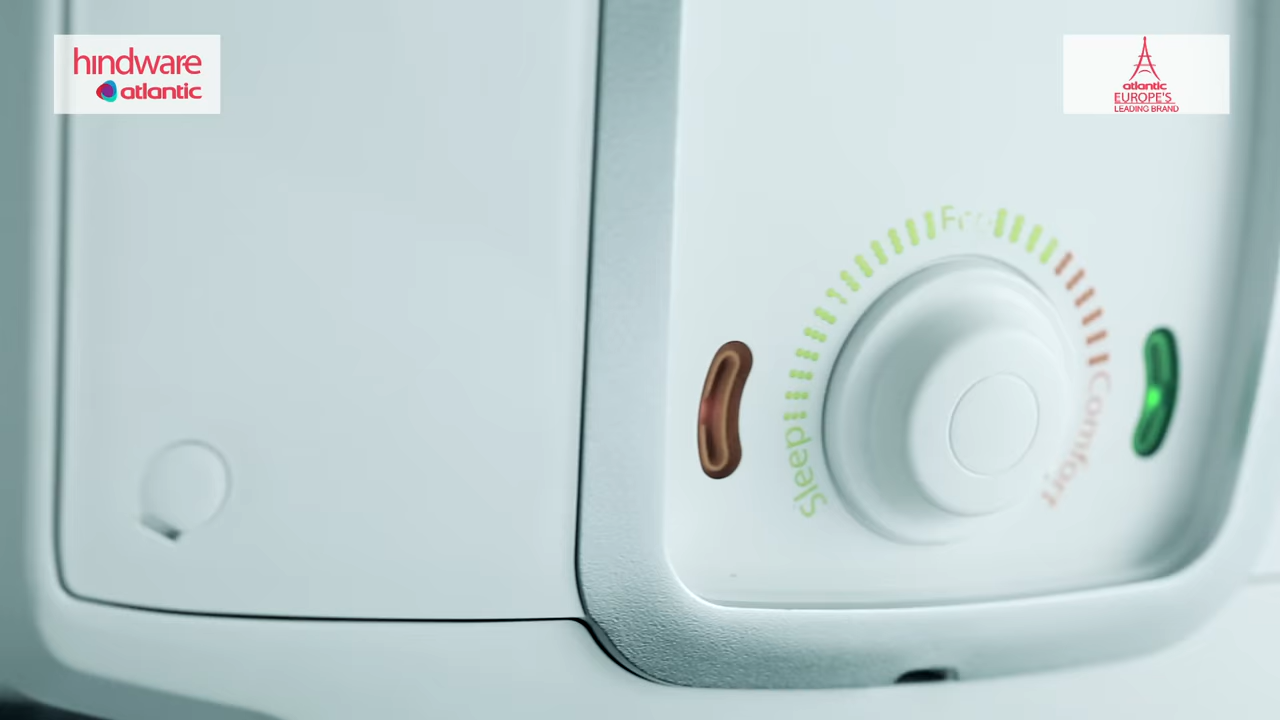 hindware
atlantic
atlantic
EUROPE'S
LEADING BRAND
Sleep
Comfort